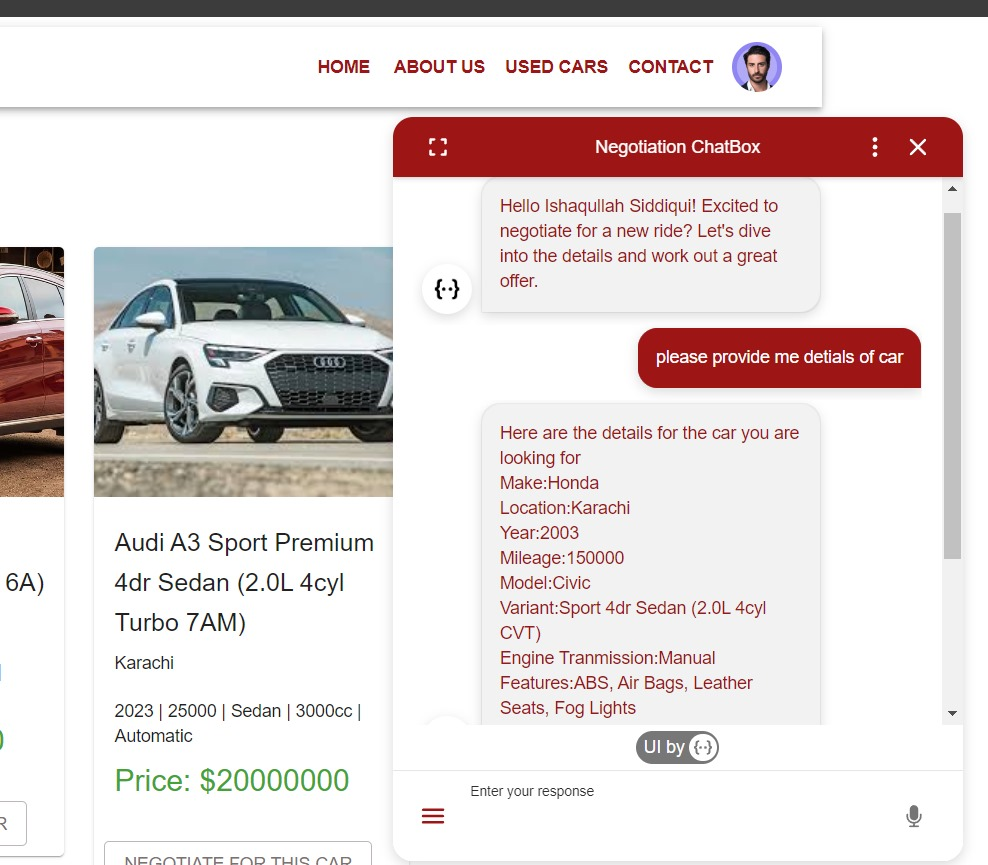 HOME ABOUT US USED CARS CONTACT
Negotiation ChatBox
Hello Ishaqullah Siddiqui! Excited to
negotiate for a new ride? Let's dive
into the details and work out a great
offer.
please provide me detials of car
Here are the details for the car you are
looking for
Make:Honda
Location:Karachi
Year:2003
Mileage:150000
Model:Civic
Variant:Sport 4dr Sedan (2.0L 4cyl
CVT)
Engine Tranmission:Manual
Features:ABS, Air Bags, Leather
Seats, Fog Lights
UI by
Enter your response
6A)
Audi A3 Sport Premium
4dr Sedan (2.0L 4cyl
Turbo 7AM)
Karachi
2023 | 25000 | Sedan | 3000cc |
Automatic
Price: $20000000
NEGOTIATE FOR THIS CAR